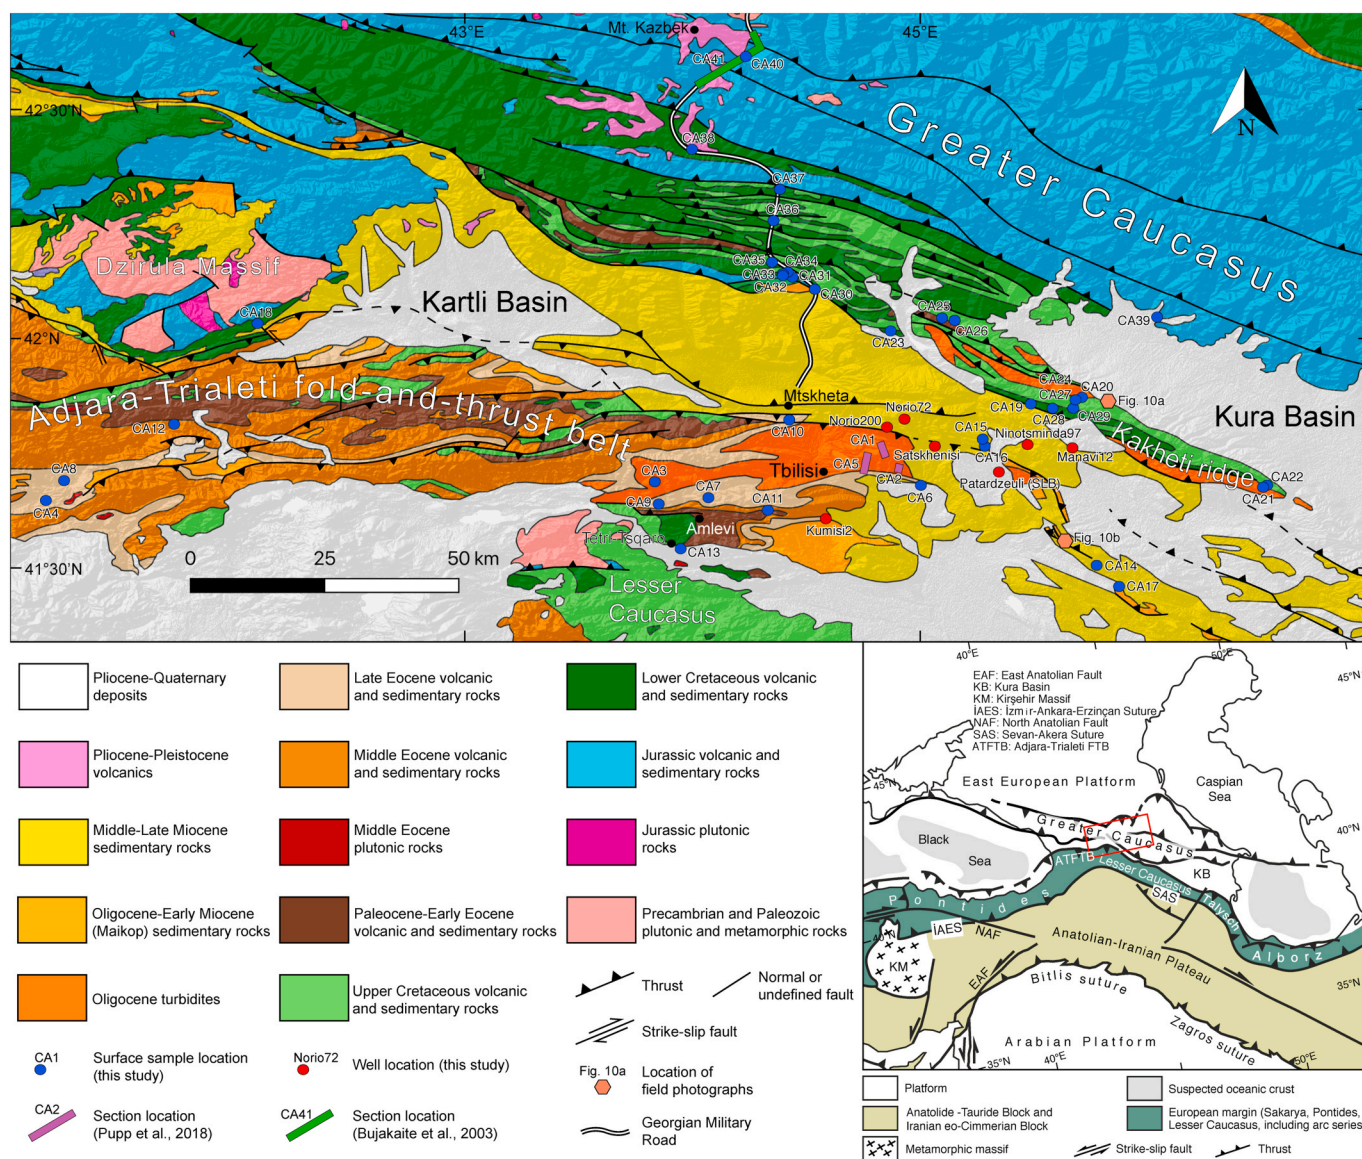 43°E
45°E
Mt. Kazbek
CA41
CA40
42°30'N
N
Greater Caucasus
CA38
CA37
CA36
CA35
CA34
CA33
CA31
CA32
CA30
Dzirula Massif
Kartli Basin
CA18
42°N
CA25
CA26
CA39
CA23
Adjara-Trialeti fold-and-thrust belt
Mtskheta
CA24
CA20
CA27
Fig. 10a
CA19
CA28
CA29
Kura Basin
CA12
CA10
Norio72
Norio200
CA15
Ninotsminda97
CA1
Satskhenisi
CA16
Manavi12
Kakheti ridge
CA8
CA3
Tbilisi
CA5
CA2
Patardzeuli (SLB)
CA22
CA4
CA7
CA6
CA21
CA9
CA11
Amlevi
Kumisi2
Tetri-Tsqaro
CA13
Fig. 10b
0
25
50 km
41°30'N
CA14
CA17
Lesser
Caucasus
Pliocene-Quaternary
deposits
Late Eocene volcanic
and sedimentary rocks
Lower Cretaceous volcanic
and sedimentary rocks
Pliocene-Pleistocene
volcanics
Middle Eocene volcanic
and sedimentary rocks
Jurassic volcanic and
sedimentary rocks
Middle-Late Miocene
sedimentary rocks
Middle Eocene
plutonic rocks
Jurassic plutonic
rocks
Oligocene-Early Miocene
(Maikop) sedimentary rocks
Paleocene-Early Eocene
volcanic and sedimentary rocks
Precambrian and Paleozoic
plutonic and metamorphic rocks
Oligocene turbidites
Upper Cretaceous volcanic
and sedimentary rocks
Thrust
Normal or
undefined fault
Strike-slip fault
CA1
Surface sample location
(this study)
Norio72
Well location (this study)
Fig. 10a
Location of
field photographs
CA2
Section location
(Pupp et al., 2018)
CA41
Section location
(Bujakaite et al., 2003)
Georgian Military
Road
40°E
50°E
45°N
EAF: East Anatolian Fault
KB: Kura Basin
KM: Kirşehir Massif
İAES: İzmir-Ankara-Erzinçan Suture
NAF: North Anatolian Fault
SAS: Sevan-Akera Suture
ATFTB: Adjara-Trialeti FTB
45°N
East European Platform
Caspian
Sea
40°N
Greater Caucasus
Black
Sea
ATFTB
Lesser Caucasus
KB
SAS
Talysch
Pontides
İAES
NAF
40°N
Anatolian-Iranian Plateau
Alborz
KM
EAF
Bitlis suture
35°N
Zagros suture
Arabian Platform
35°N
40°E
50°E
Platform
Suspected oceanic crust
Anatolide -Tauride Block and
Iranian eo-Cimmerian Block
European margin (Sakarya, Pontides,
Lesser Caucasus, including arc series)
Metamorphic massif
Strike-slip fault
Thrust